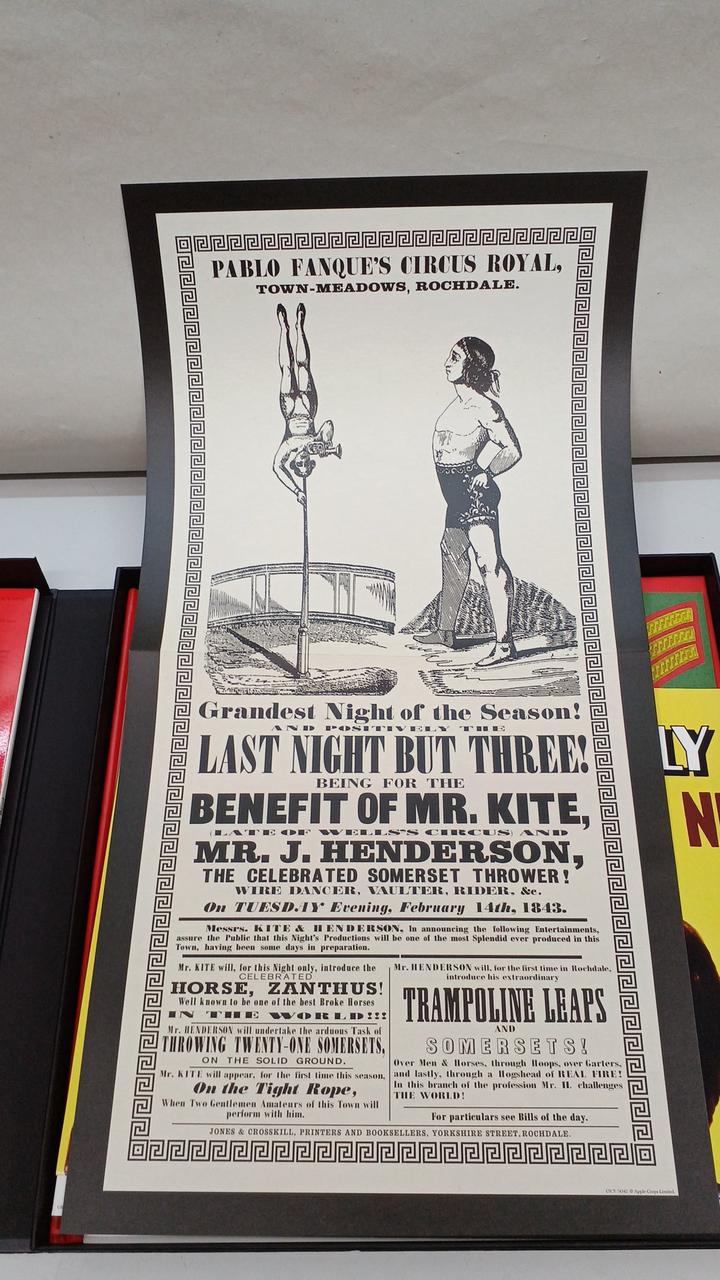 PABLO FANQUE'S CIRCUS ROYAL,
TOWN-MEADOWS, ROCHDALE.
Grandest Night of the Season!
AND POSITIVELY THE
LAST NIGHT BUT THREE!
BEING FOR THE
BENEFIT OF MR. KITE,
(LATE OF WELLS'S CIRCUS) AND
MR. J. HENDERSON,
THE CELEBRATED SOMERSET THROWER!
WIRE DANCER, VAULTER, RIDER, &c.
On TUESDAY Evening, February 14th, 1843.
Messrs. KITE & HENDERSON, in announcing the following Entertainments,
assure the Public that this Night's Productions will be one of the most Splendid ever produced in this
Town, having been some days in preparation.
Mr. KITE will, for this Night only, introduce the
CELEBRATED
HORSE, ZANTHUS!
Well known to be one of the best Broke Horses
IN THE WORLD!!!
Mr. HENDERSON will undertake the arduous Task of
THROWING TWENTY-ONE SOMERSETS,
ON THE SOLID GROUND.
Mr. KITE will appear, for the first time this season,
On the Tight Rope,
When Two Gentlemen Amateurs of this Town will
perform with him.
Mr. HENDERSON will, for the first time in Rochdale,
introduce his extraordinary
TRAMPOLINE LEAPS
AND
SOMERSETS!
Over Men & Horses, through Hoops, over Garters,
and lastly, through a Hogshead of REAL FIRE!
In this branch of the profession Mr. H. challenges
THE WORLD!
For particulars see Bills of the day.
JONES & CROSSKILL, PRINTERS AND BOOKSELLERS, YORKSHIRE STREET, ROCHDALE.
© Apple Corps Limited.
LY